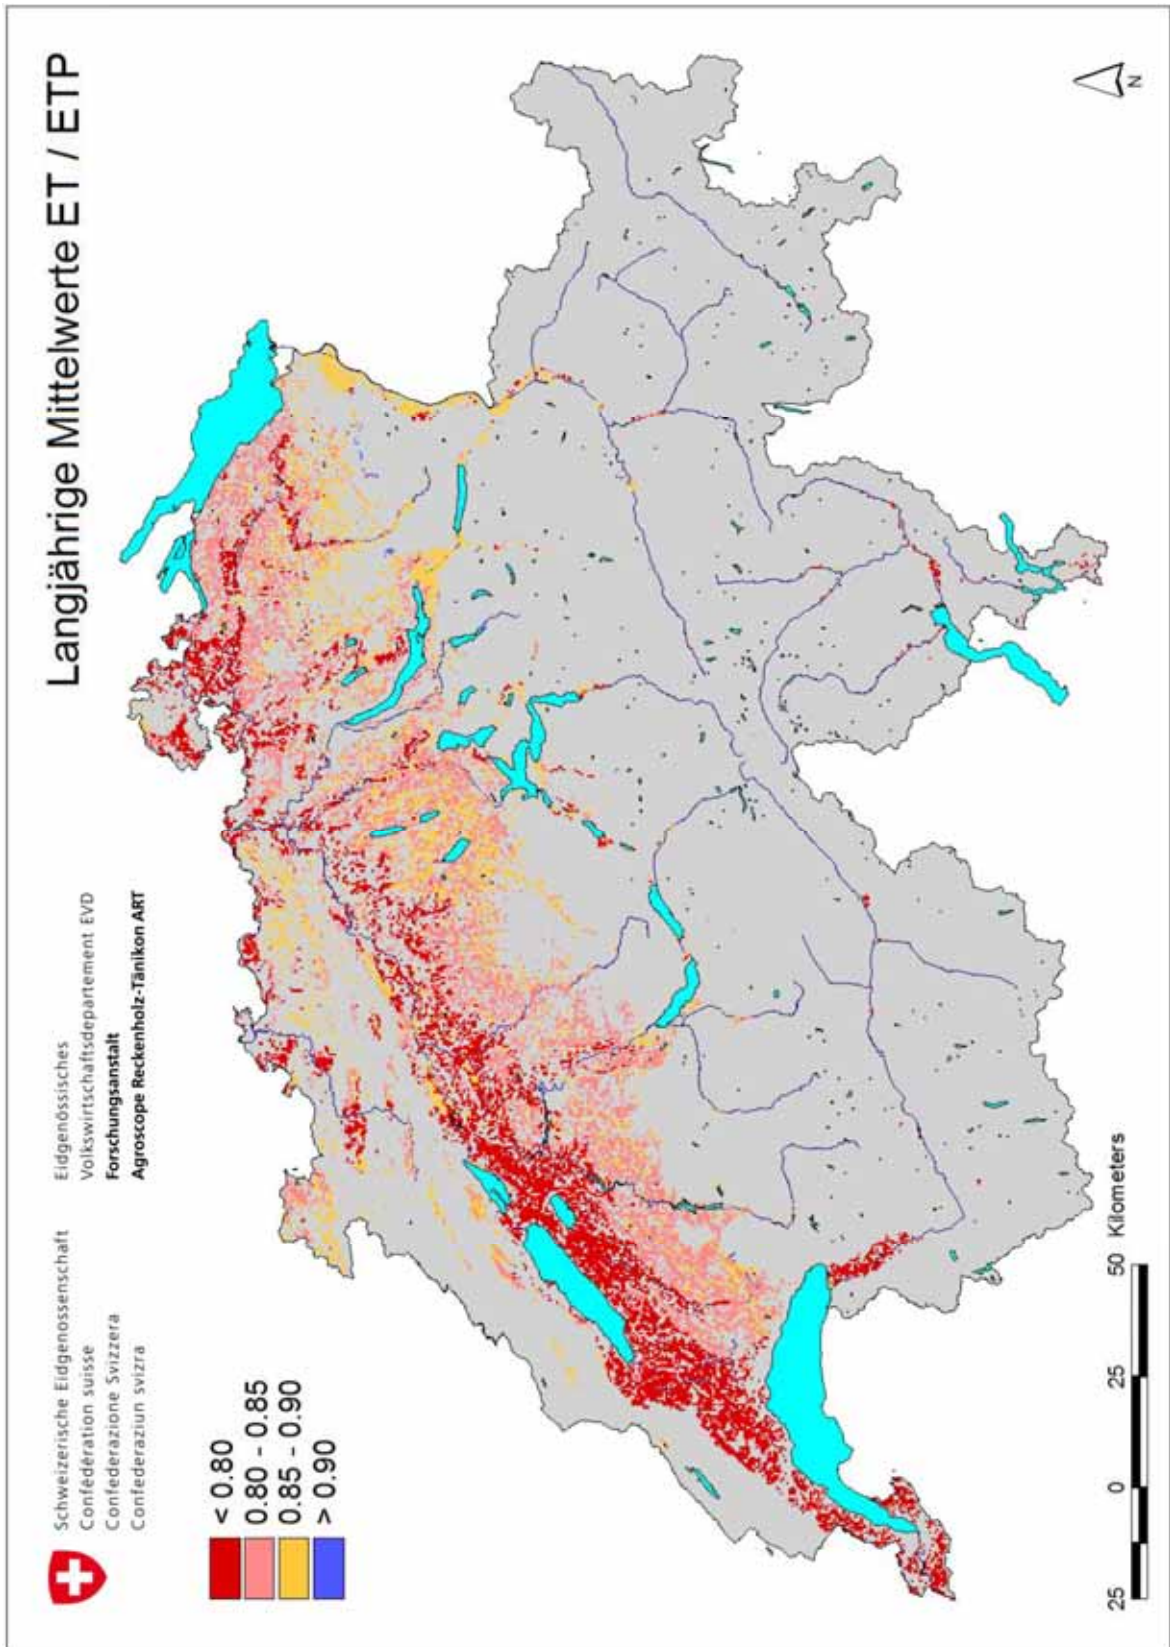 Schweizerische Eidgenossenschaft
Confédération suisse
Confederazione Svizzera
Confederaziun svizra
Eidgenössisches
Volkswirtschaftsdepartement EVD
Forschungsanstalt
Agroscope Reckenholz-Tänikon ART
Langjährige Mittelwerte ET / ETP
< 0.80
0.80 - 0.85
0.85 - 0.90
> 0.90
25 0 25 50 Kilometers
N